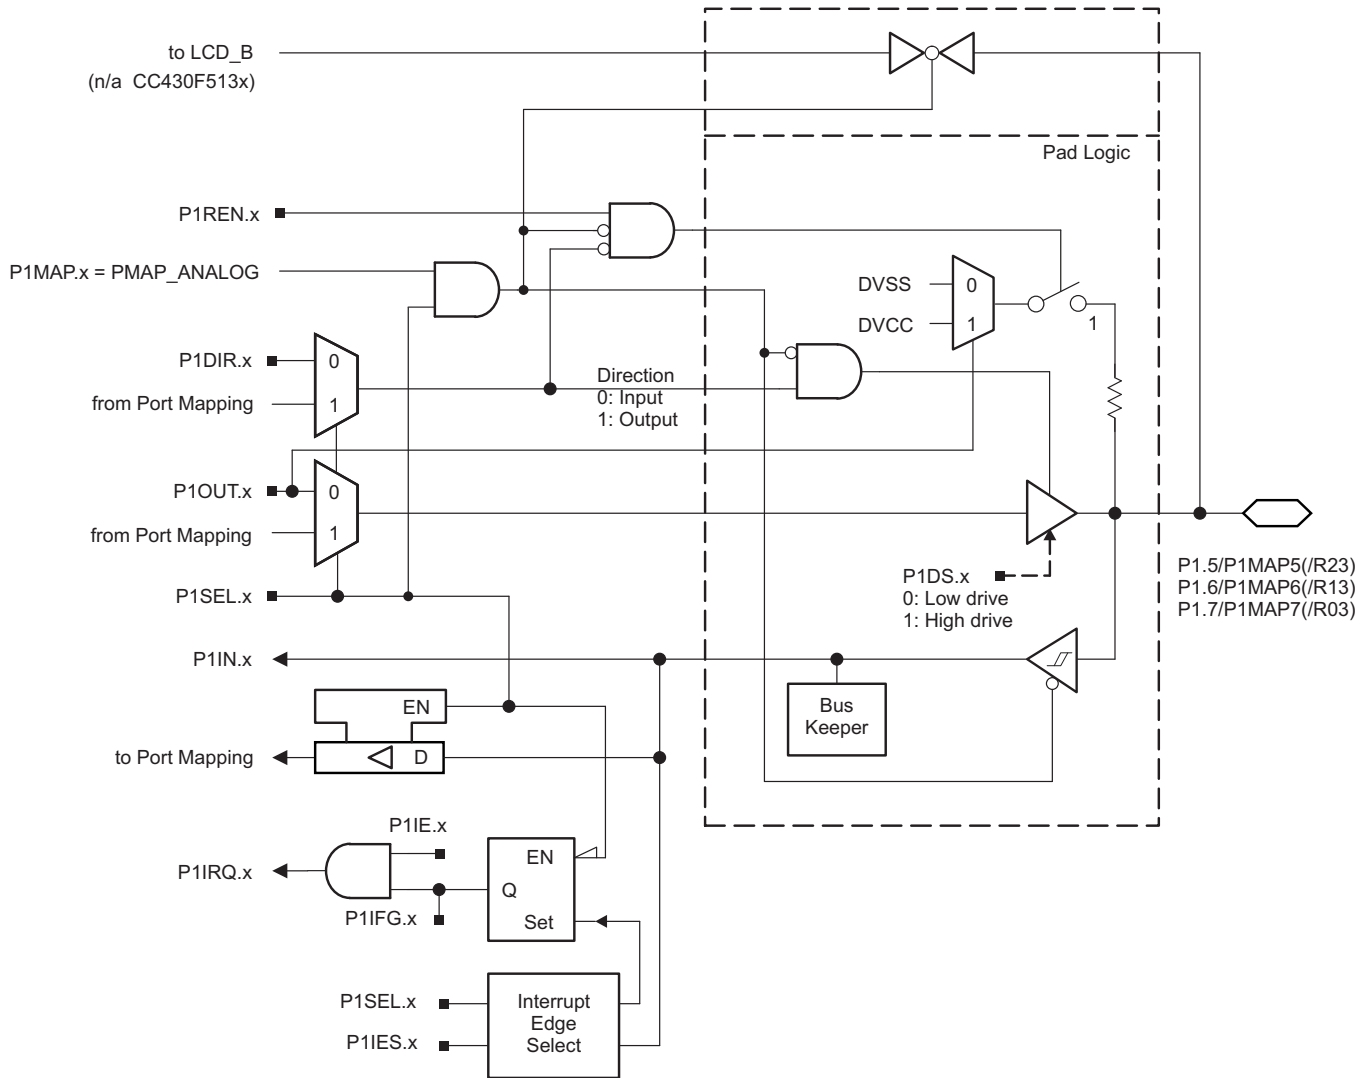 to LCD_B
(n/a CC430F513x)
Pad Logic
P1REN.x
P1MAP.x = PMAP_ANALOG
DVSS
0
DVCC
1
1
P1DIR.x
0
from Port Mapping
1
Direction
0: Input
1: Output
P1OUT.x
0
from Port Mapping
1
P1SEL.x
P1DS.x
0: Low drive
1: High drive
P1.5/P1MAP5(/R23)
P1.6/P1MAP6(/R13)
P1.7/P1MAP7(/R03)
P1IN.x
EN
Bus
Keeper
to Port Mapping
D
P1IE.x
P1IRQ.x
EN
Q
P1IFG.x
Set
P1SEL.x
P1IES.x
Interrupt
Edge
Select